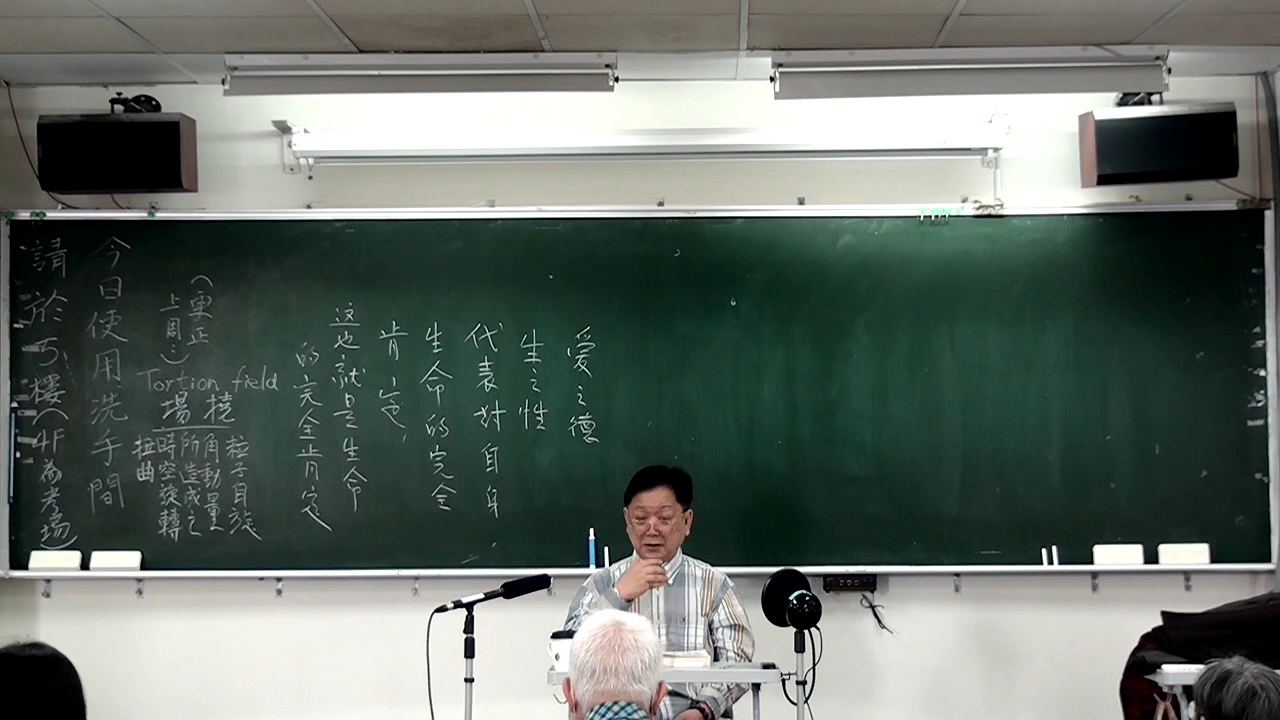 愛之德
生之性
代表对自身
生命的完全
肯定，
这也就是生命
的完全肯定
(更正
上周:)
Tortion field
場撓
粒子自旋
角動量
所造成之
時空旋轉
扭曲
今日使用洗手間
請於5樓(4F為考場)